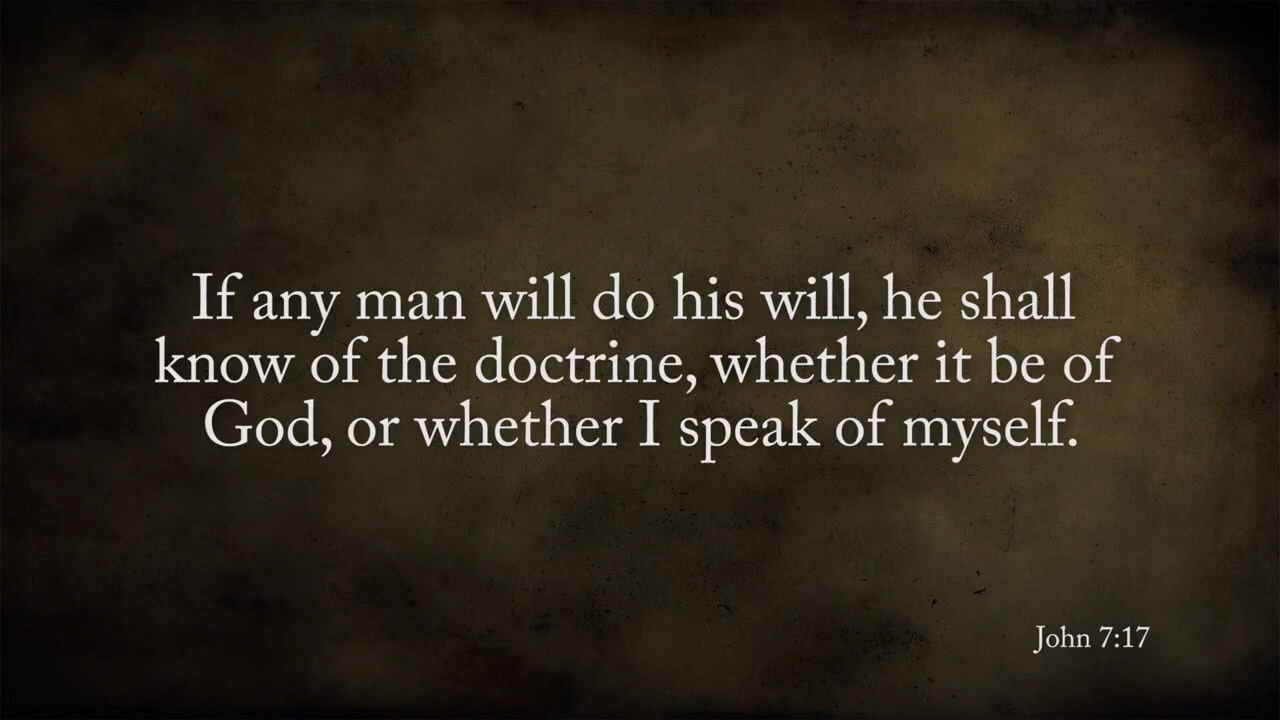 If any man will do his will, he shall
know of the doctrine, whether it be of
God, or whether I speak of myself.
John 7:17